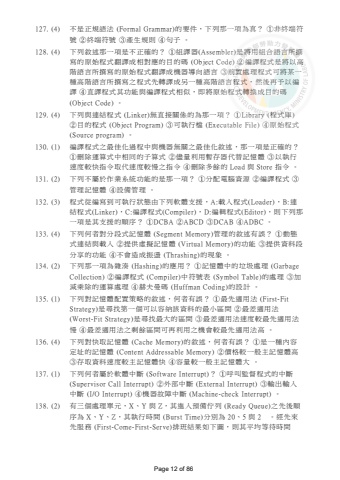 127. (4) 不是正規語法 (Formal Grammar)的要件，下列那一項為真？ ①非終端符
號 ②終端符號 ③產生規則 ④句子 。
128. (4) 下列敘述那一項是不正確的？ ①組譯器(Assembler)是將用組合語言所撰
寫的原始程式翻譯成相對應的目的碼 (Object Code) ②編譯程式是將以高
階語言所撰寫的原始程式翻譯成機器導向語言 ③前置處理程式可將某一
種高階語言所撰寫之程式先轉譯成另一種高階語言程式，然後再予以編
譯 ④直譯程式其功能與編譯程式相似，即將原始程式轉換成目的碼
(Object Code) 。
129. (4) 下列與連結程式 (Linker)無直接關係的為那一項？ ①Library (程式庫)
②目的程式 (Object Program) ③可執行檔 (Executable File) ④原始程式
(Source program) 。
130. (1) 編譯程式之最佳化過程中與機器無關之最佳化敘述，那一項是正確的？
①刪除運算式中相同的子算式 ②儘量利用暫存器代替記憶體 ③以執行
速度較快指令取代速度較慢之指令 ④刪除多餘的 Load 與 Store 指令 。
131. (2) 下列不屬於作業系統功能的是那一項？ ①分配電腦資源 ②編譯程式 ③
管理記憶體 ④設備管理 。
132. (3) 程式從編寫到可執行狀態由下列軟體支援，A:載入程式(Loader)，B:連
結程式(Linker)，C:編譯程式(Compiler)，D:編輯程式(Editor)，則下列那
一項是其支援的順序？ ①DCBA ②ABCD ③DCAB ④ADBC 。
133. (4) 下列何者對分段式記憶體 (Segment Memory)管理的敘述有誤？ ①動態
式連結與載入 ②提供虛擬記憶體 (Virtual Memory)的功能 ③提供資料段
分享的功能 ④不會造成振盪 (Thrashing)的現象 。
134. (2) 下列那一項為雜湊 (Hashing)的應用？ ①記憶體中的垃圾處理 (Garbage
Collection) ②編譯程式 (Compiler)中符號表 (Symbol Table)的處理 ③加
減乘除的運算處理 ④赫夫曼碼 (Huffman Coding)的設計 。
135. (1) 下列對記憶體配置策略的敘述，何者有誤？ ①最先適用法 (First-Fit
Strategy)是尋找第一個可以容納該資料的最小區間 ②最差適用法
(Worst-Fit Strategy)是尋找最大的區間 ③最差適用法速度較最先適用法
慢 ④最差適用法之剩餘區間可再利用之機會較最先適用法高 。
136. (4) 下列對快取記憶體 (Cache Memory)的敘述，何者有誤？ ①是一種內容
定址的記憶體 (Content Addressable Memory) ②價格較一般主記憶體高
③存取資料速度較主記憶體快 ④容量較一般主記憶體大 。
137. (1) 下列何者屬於軟體中斷 (Software Interrupt)？ ①呼叫監督程式的中斷
(Supervisor Call Interrupt) ②外部中斷 (External Interrupt) ③輸出輸入
中斷 (I/O Interrupt) ④機器故障中斷 (Machine-check Interrupt) 。
138. (2) 有三個處理單元，X、Y 與 Z，其進入預備佇列 (Ready Queue)之先後順
序為 X、Y、Z，其執行時間 (Burst Time)分別為 20、5 與 2 ，經先來
先服務 (First-Come-First-Serve)排班結果如下圖，則其平均等待時間
Page 12 of 86